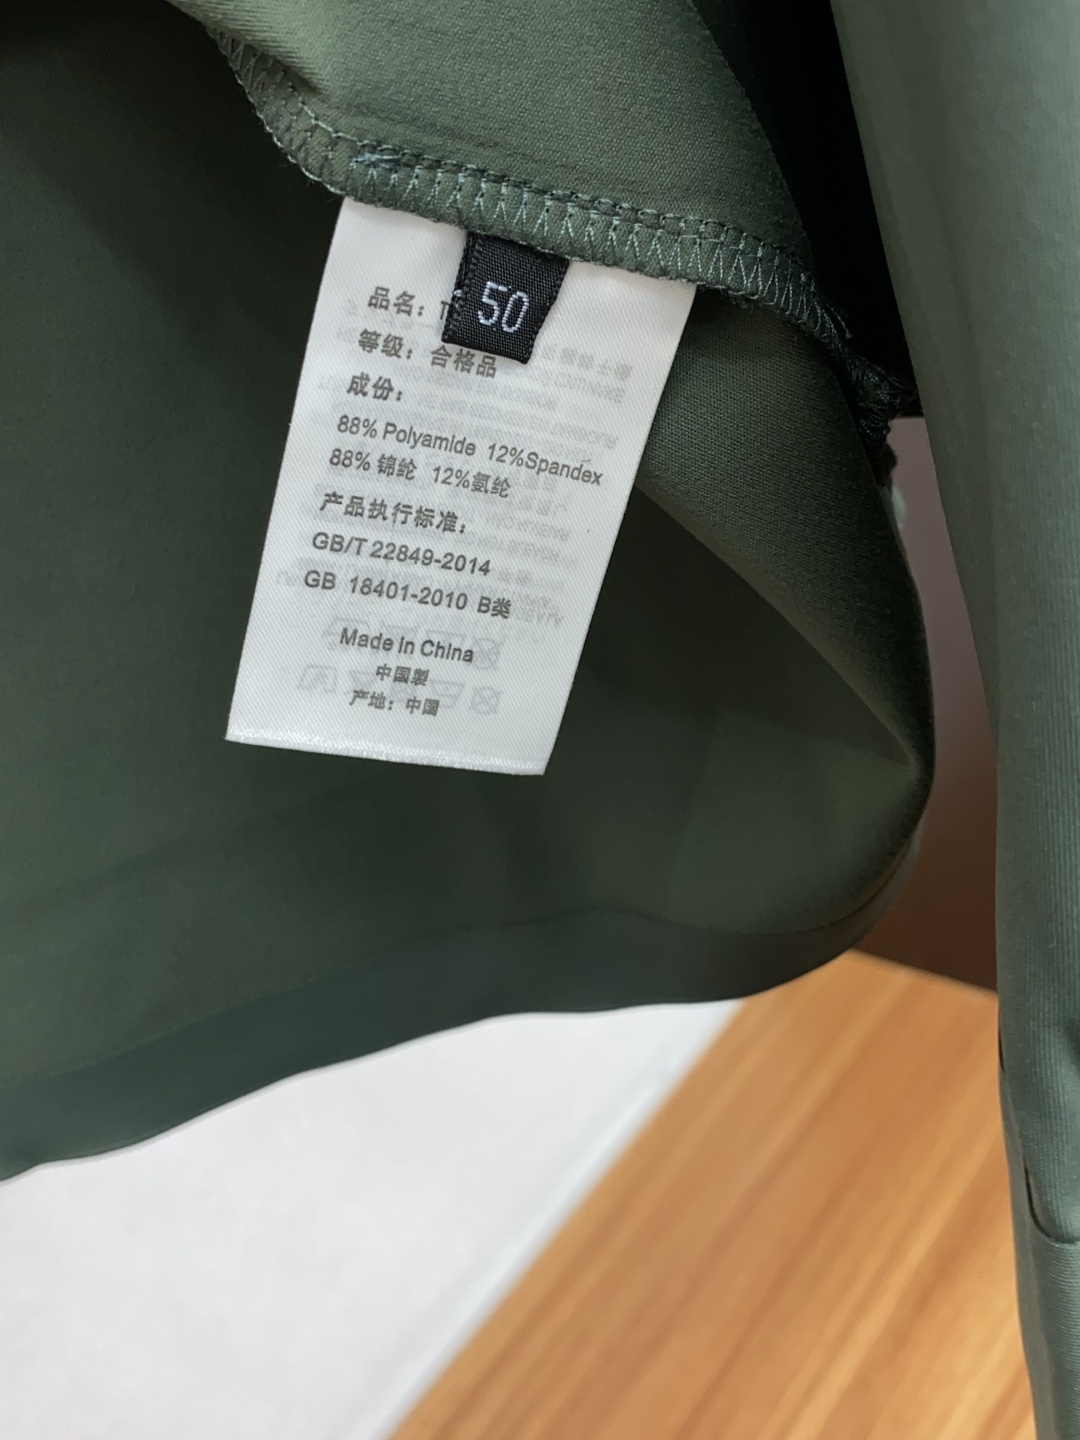 50
品名：T
等级：合格品
成份：
88% Polyamide 12%Spandex
88% 锦纶 12%氨纶
产品执行标准：
GB/T 22849-2014
GB 18401-2010 B类
Made in China
中国製
产地：中国